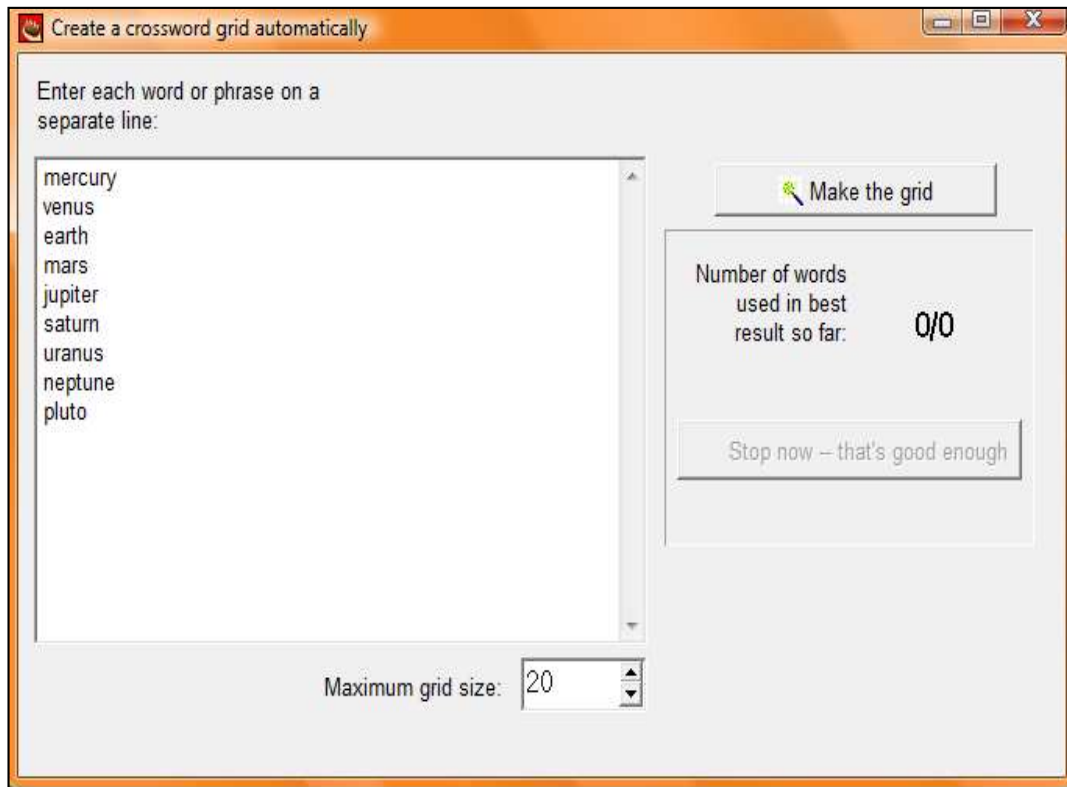 Create a crossword grid automatically
Enter each word or phrase on a
separate line:
mercury
venus
earth
mars
jupiter
saturn
uranus
neptune
pluto
Make the grid
Number of words
used in best
result so far:
0/0
Stop now – that's good enough
Maximum grid size:
20